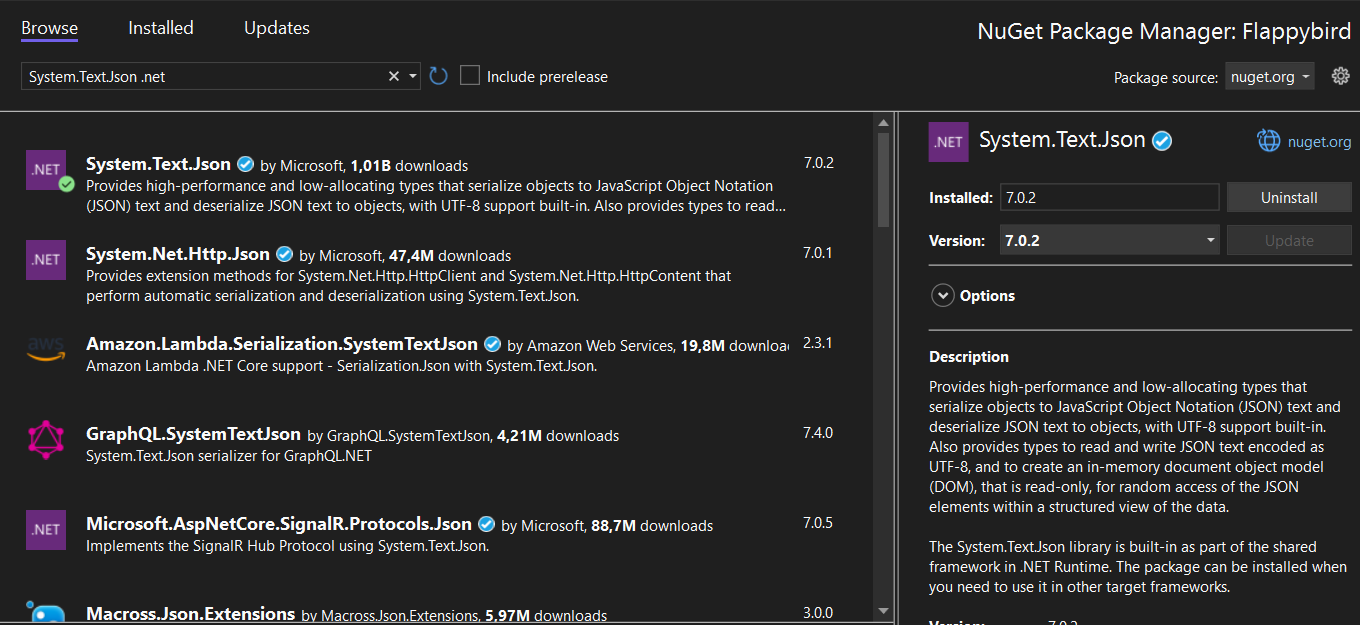 Browse Installed Updates NuGet Package Manager: Flappybird
System.Text.Json .net Include prerelease Package source: nuget.org
.NET System.Text.Json by Microsoft, 1,01B downloads 7.0.2
Provides high-performance and low-allocating types that serialize objects to JavaScript Object Notation
(JSON) text and deserialize JSON text to objects, with UTF-8 support built-in. Also provides types to read...
.NET System.Net.Http.Json by Microsoft, 47,4M downloads 7.0.1
Provides extension methods for System.Net.Http.HttpClient and System.Net.Http.HttpContent that
perform automatic serialization and deserialization using System.Text.Json.
aws Amazon.Lambda.Serialization.SystemTextJson by Amazon Web Services, 19,8M downloa 2.3.1
Amazon Lambda .NET Core support - Serialization.Json with System.Text.Json.
GraphQL.SystemTextJson by GraphQL.SystemTextJson, 4,21M downloads 7.4.0
System.Text.Json serializer for GraphQL.NET
.NET Microsoft.AspNetCore.SignalR.Protocols.Json by Microsoft, 88,7M downloads 7.0.5
Implements the SignalR Hub Protocol using System.Text.Json.
Macross.Json.Extensions by Macross.Json.Extensions, 5,97M downloads 3.0.0
.NET System.Text.Json nuget.org
Installed: 7.0.2 Uninstall
Version: 7.0.2 Update
Options
Description
Provides high-performance and low-allocating types that
serialize objects to JavaScript Object Notation (JSON) text and
deserialize JSON text to objects, with UTF-8 support built-in.
Also provides types to read and write JSON text encoded as
UTF-8, and to create an in-memory document object model
(DOM), that is read-only, for random access of the JSON
elements within a structured view of the data.
The System.Text.Json library is built-in as part of the shared
framework in .NET Runtime. The package can be installed when
you need to use it in other target frameworks.
Version: 7.0.2